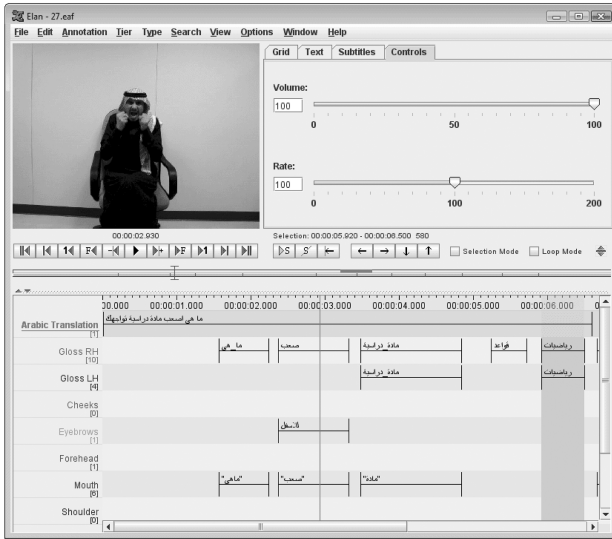 Elan - 27.eaf
File Edit Annotation Tier Type Search View Options Window Help
Grid Text Subtitles Controls
Volume:
100
0 50 100
Rate:
100
0 100 200
00:00:02.930
Selection: 00:00:05.920 - 00:00:06.500 580
Selection Mode Loop Mode
00.000 00:00:01.000 00:00:02.000 00:00:03.000 00:00:04.000 00:00:05.000 00:00:06.000
Arabic Translation
[1]
ما هي اصعب مادة دراسية تواجهك
Gloss RH
[10]
ما_هي صعب مادة_دراسية قواعد رياضيات
Gloss LH
[4]
مادة_دراسية رياضيات
Cheeks
[0]
Eyebrows
[1]
Forehead
[1]
Mouth
[6]
"ماهي" "صعب" "مادة"
Shoulder
[0]